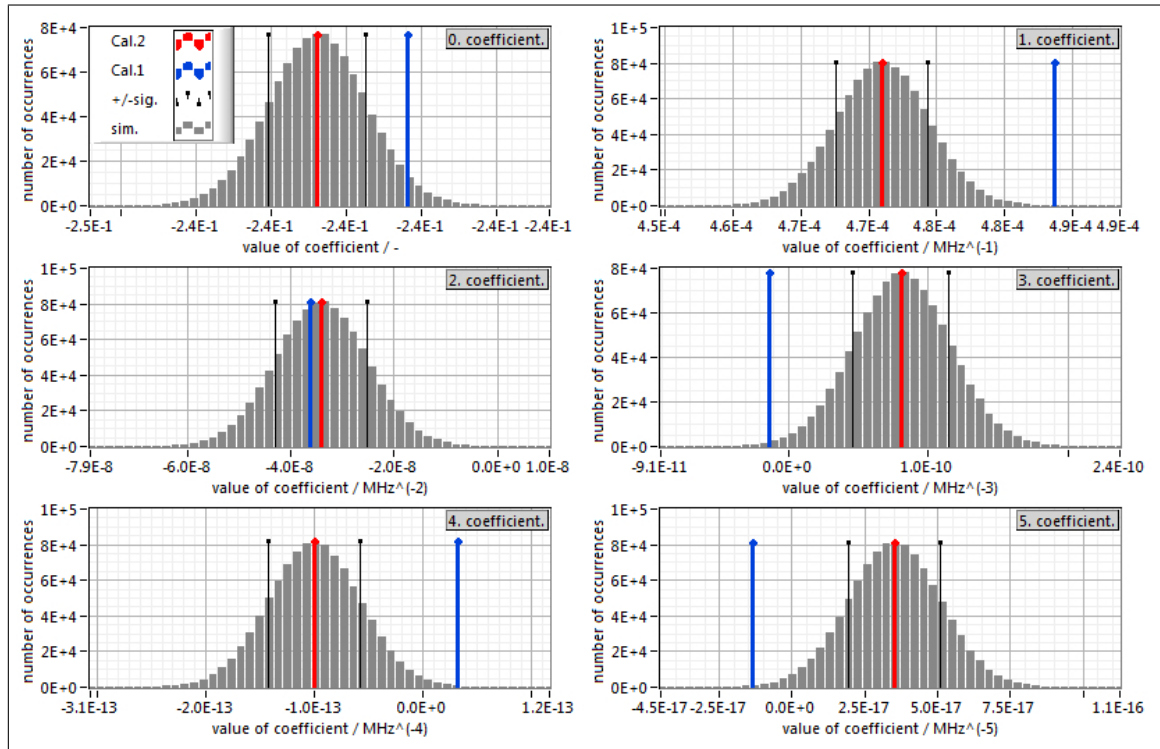 8E+4
6E+4
4E+4
2E+4
0E+0
number of occurrences
Cal.2
Cal.1
+/-sig.
sim.
0. coefficient.
-2.5E-1 -2.4E-1 -2.4E-1 -2.4E-1 -2.4E-1 -2.4E-1 -2.4E-1
value of coefficient / -
1E+5
8E+4
6E+4
4E+4
2E+4
0E+0
number of occurrences
1. coefficient.
4.5E-4 4.6E-4 4.7E-4 4.7E-4 4.8E-4 4.8E-4 4.9E-4 4.9E-4
value of coefficient / MHz^(-1)
1E+5
8E+4
6E+4
4E+4
2E+4
0E+0
number of occurrences
2. coefficient.
-7.9E-8 -6.0E-8 -4.0E-8 -2.0E-8 0.0E+0 1.0E-8
value of coefficient / MHz^(-2)
8E+4
6E+4
4E+4
2E+4
0E+0
number of occurrences
3. coefficient.
-9.1E-11 0.0E+0 1.0E-10 2.4E-10
value of coefficient / MHz^(-3)
1E+5
8E+4
6E+4
4E+4
2E+4
0E+0
number of occurrences
4. coefficient.
-3.1E-13 -2.0E-13 -1.0E-13 0.0E+0 1.2E-13
value of coefficient / MHz^(-4)
1E+5
8E+4
6E+4
4E+4
2E+4
0E+0
number of occurrences
5. coefficient.
-4.5E-17 -2.5E-17 0.0E+0 2.5E-17 5.0E-17 7.5E-17 1.1E-16
value of coefficient / MHz^(-5)